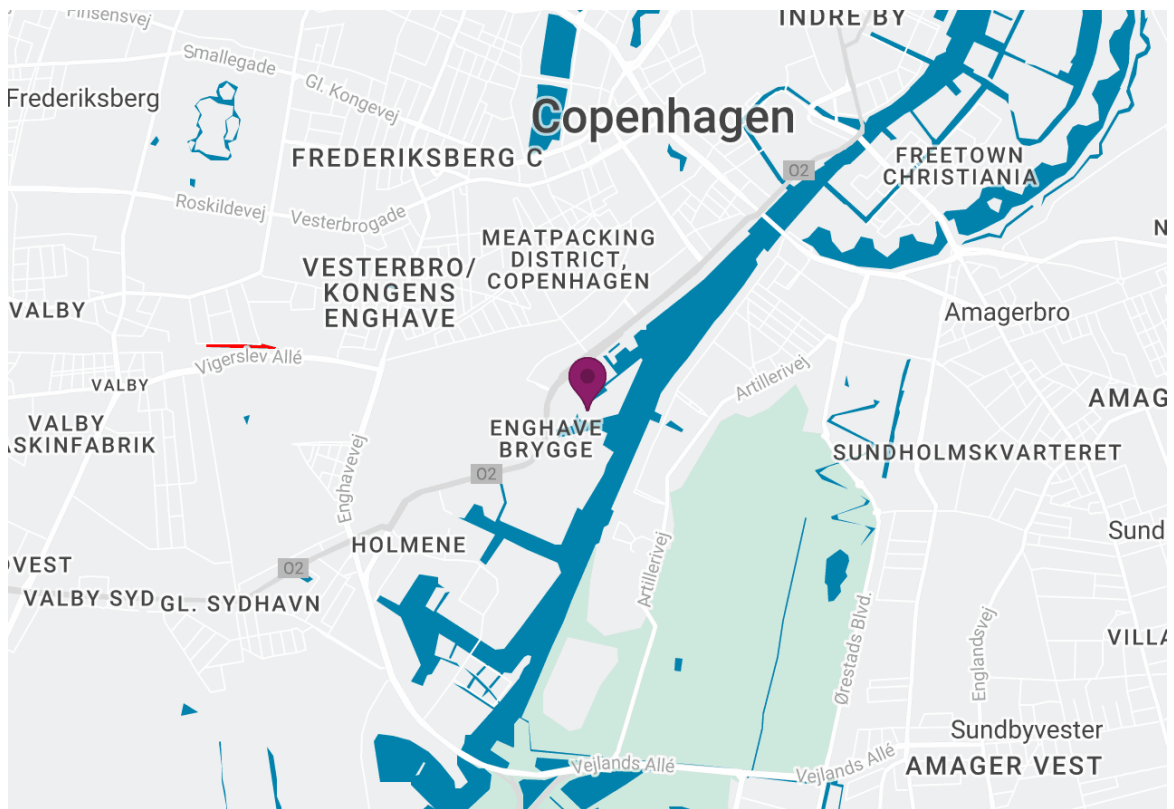 Finsensvej
INDRE BY
Smallegade
Gl. Kongevej
Frederiksberg
Copenhagen
FREDERIKSBERG C
FREETOWN
CHRISTIANIA
O2
Roskildevej
Vesterbrogade
MEATPACKING
DISTRICT,
COPENHAGEN
N
VESTERBRO/
KONGENS
ENGHAVE
VALBY
Amagerbro
Vigerslev Allé
Artillerivej
VALBY
AMAG
VALBY
ASKINFABRIK
ENGHAVE
BRYGGE
SUNDHOLMSKVARTERET
O2
Enghavevej
Sund
HOLMENE
Artillerivej
DVEST
O2
VALBY SYD
GL. SYDHAVN
Ørestads Blvd.
Englandsvej
VILLA
Sundbyvester
Vejlands Allé
Vejlands Allé
AMAGER VEST